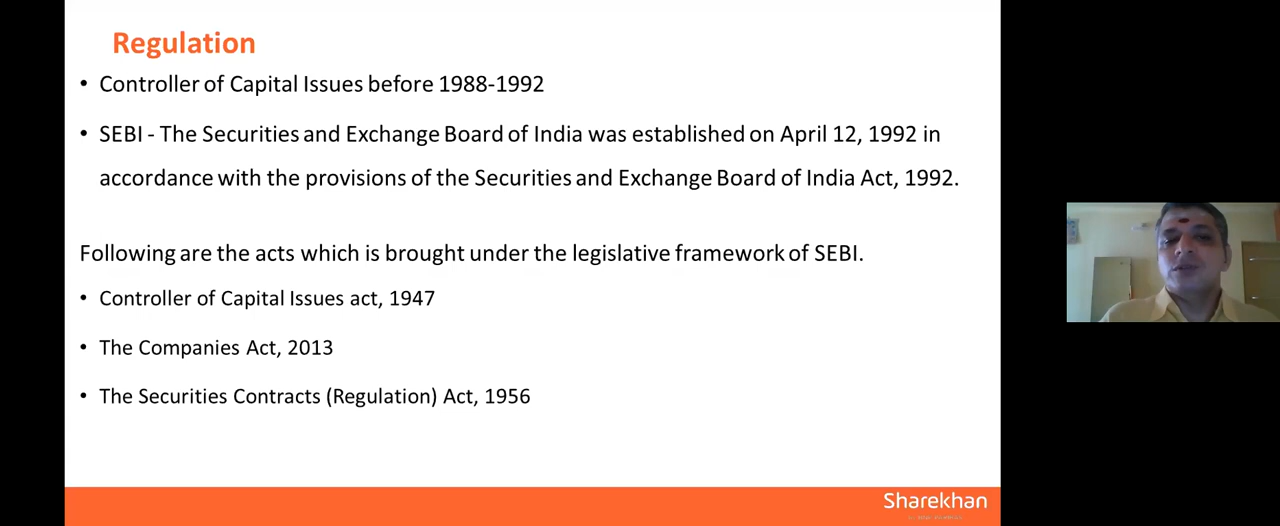 Regulation
• Controller of Capital Issues before 1988-1992
• SEBI - The Securities and Exchange Board of India was established on April 12, 1992 in
accordance with the provisions of the Securities and Exchange Board of India Act, 1992.
Following are the acts which is brought under the legislative framework of SEBI.
• Controller of Capital Issues act, 1947
• The Companies Act, 2013
• The Securities Contracts (Regulation) Act, 1956
Sharekhan